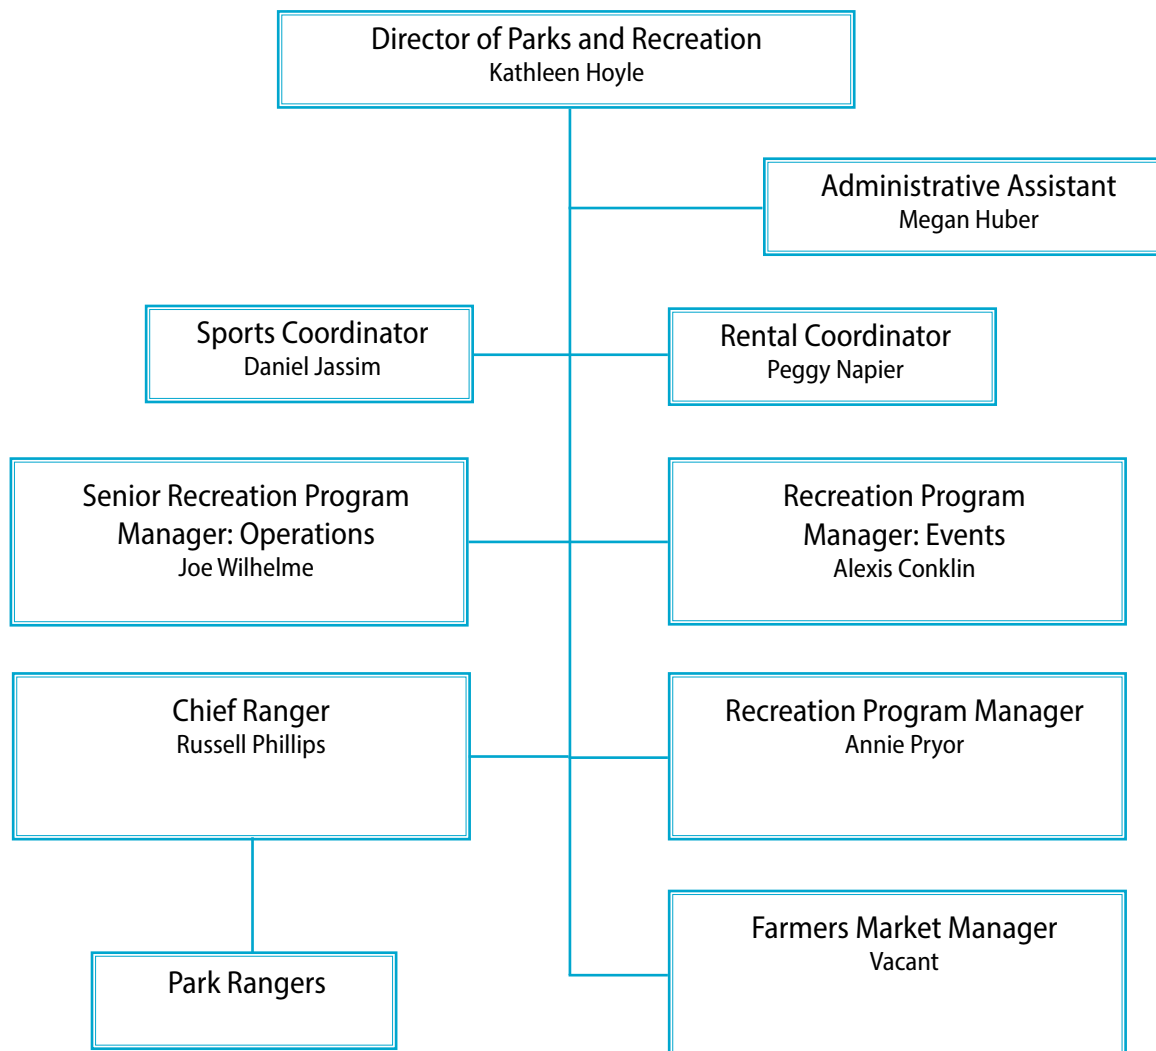 Director of Parks and Recreation
Kathleen Hoyle
Administrative Assistant
Megan Huber
Sports Coordinator
Daniel Jassim
Rental Coordinator
Peggy Napier
Senior Recreation Program
Manager: Operations
Joe Wilhelme
Recreation Program
Manager: Events
Alexis Conklin
Chief Ranger
Russell Phillips
Recreation Program Manager
Annie Pryor
Farmers Market Manager
Vacant
Park Rangers